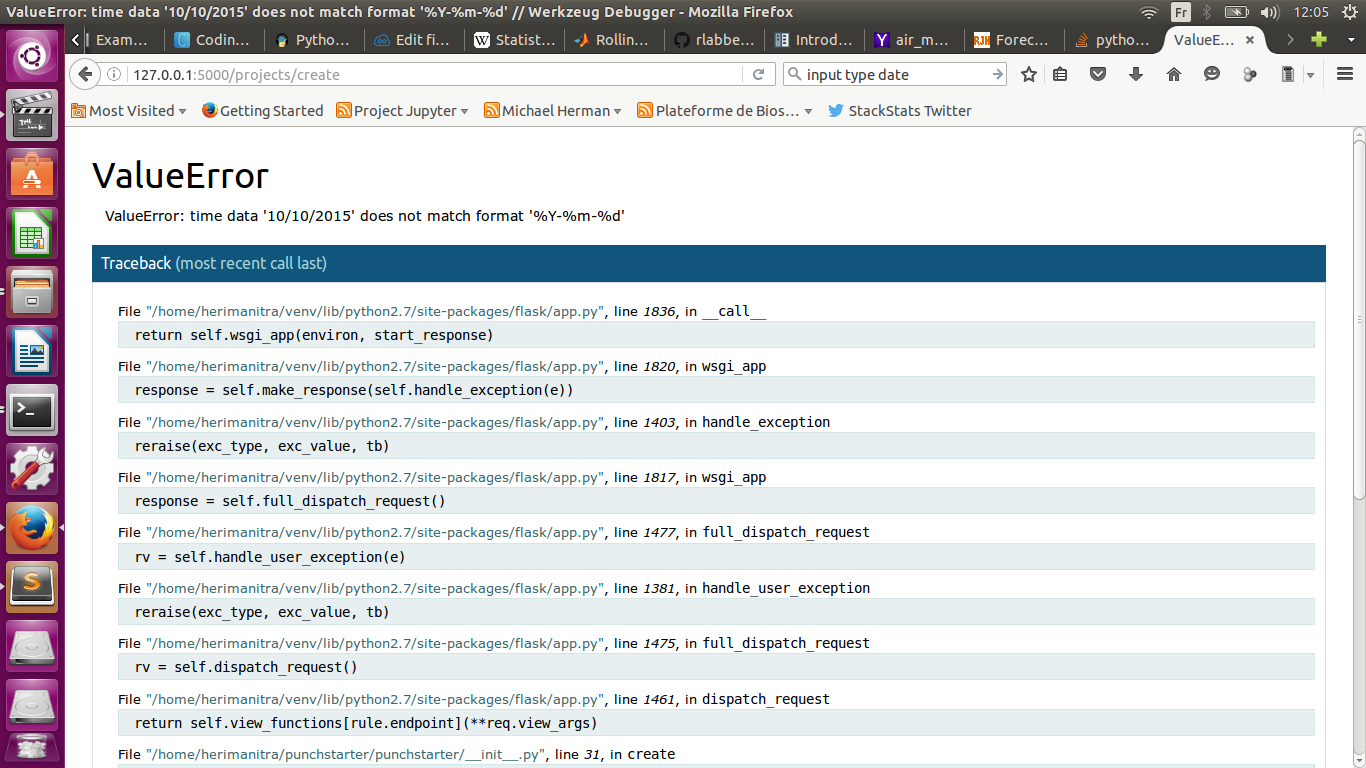 ValueError: time data '10/10/2015' does not match format '%Y-%m-%d' // Werkzeug Debugger - Mozilla Firefox
Fr
12:05
Exam…
Codin…
Pytho…
Edit fi…
W
Statist…
Rollin…
rlabbe…
Introd…
Y
air_m…
RJH
Forec…
pytho…
ValueE…
127.0.0.1:5000/projects/create
input type date
Most Visited
Getting Started
Project Jupyter
Michael Herman
Plateforme de Bios…
StackStats Twitter
ValueError
ValueError: time data '10/10/2015' does not match format '%Y-%m-%d'
Traceback (most recent call last)
File "/home/herimanitra/venv/lib/python2.7/site-packages/flask/app.py", line 1836, in __call__
return self.wsgi_app(environ, start_response)
File "/home/herimanitra/venv/lib/python2.7/site-packages/flask/app.py", line 1820, in wsgi_app
response = self.make_response(self.handle_exception(e))
File "/home/herimanitra/venv/lib/python2.7/site-packages/flask/app.py", line 1403, in handle_exception
reraise(exc_type, exc_value, tb)
File "/home/herimanitra/venv/lib/python2.7/site-packages/flask/app.py", line 1817, in wsgi_app
response = self.full_dispatch_request()
File "/home/herimanitra/venv/lib/python2.7/site-packages/flask/app.py", line 1477, in full_dispatch_request
rv = self.handle_user_exception(e)
File "/home/herimanitra/venv/lib/python2.7/site-packages/flask/app.py", line 1381, in handle_user_exception
reraise(exc_type, exc_value, tb)
File "/home/herimanitra/venv/lib/python2.7/site-packages/flask/app.py", line 1475, in full_dispatch_request
rv = self.dispatch_request()
File "/home/herimanitra/venv/lib/python2.7/site-packages/flask/app.py", line 1461, in dispatch_request
return self.view_functions[rule.endpoint](**req.view_args)
File "/home/herimanitra/punchstarter/punchstarter/__init__.py", line 31, in create